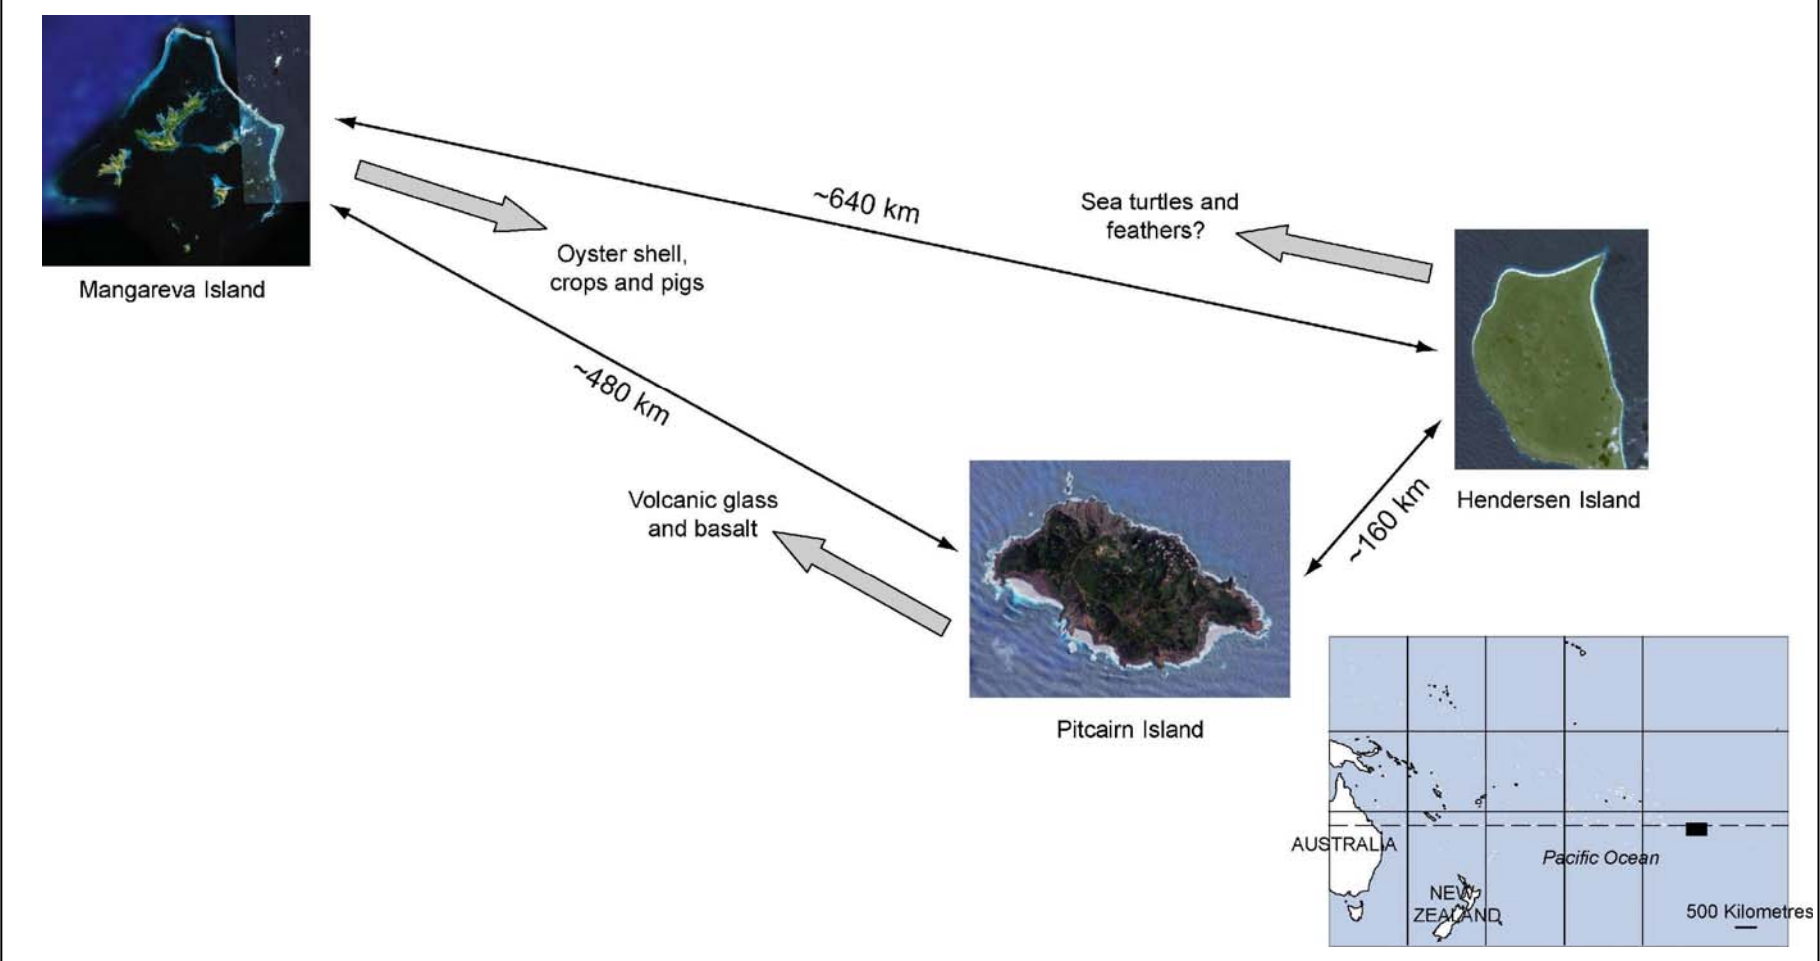 Mangareva Island
Oyster shell,
crops and pigs
~640 km
Sea turtles and
feathers?
Hendersen Island
~480 km
~160 km
Volcanic glass
and basalt
Pitcairn Island
AUSTRALIA
Pacific Ocean
NEW
ZEALAND
500 Kilometres